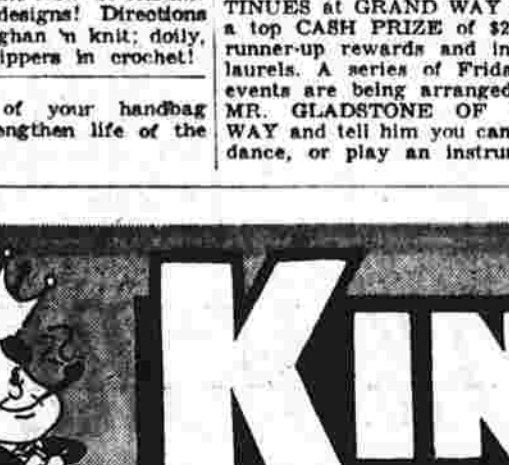 designs! Directions
ghan 'n knit; doily,
ippers in crochet!
of your handbag
engthen life of the
TINUES at GRAND WAY
a top CASH PRIZE of $2
runner-up rewards and in
laurels. A series of Frida
events are being arranged
MR. GLADSTONE OF
WAY and tell him you can
dance, or play an instru
KIN